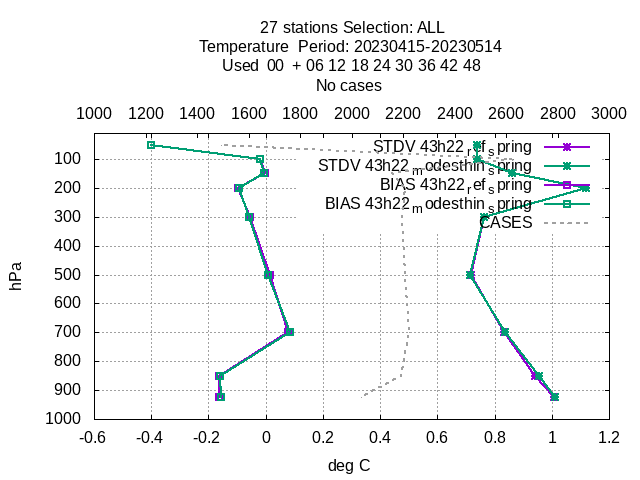 27 stations Selection: ALL
Temperature Period: 20230415-20230514
Used 00 + 06 12 18 24 30 36 42 48
No cases
1000 1200 1400 1600 1800 2000 2200 2400 2600 2800 3000
STDV 43h22_ref_spring
STDV 43h22_modesthin_spring
BIAS 43h22_ref_spring
BIAS 43h22_modesthin_spring
CASES
100
200
300
400
500
600
700
800
900
1000
hPa
-0.6 -0.4 -0.2 0 0.2 0.4 0.6 0.8 1 1.2
deg C